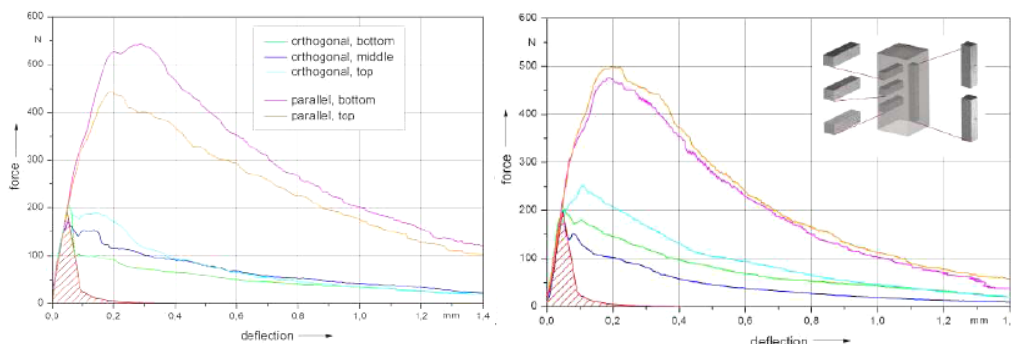 600
N
500
400
300
200
100
0
force
0,0 0,2 0,4 0,6 0,8 1,0 1,2 mm 1,4
deflection
orthogonal, bottom
orthogonal, middle
orthogonal, top
parallel, bottom
parallel, top
600
N
500
400
300
200
100
0
force
0,0 0,2 0,4 0,6 0,8 1,0 1,2 mm 1,4
deflection